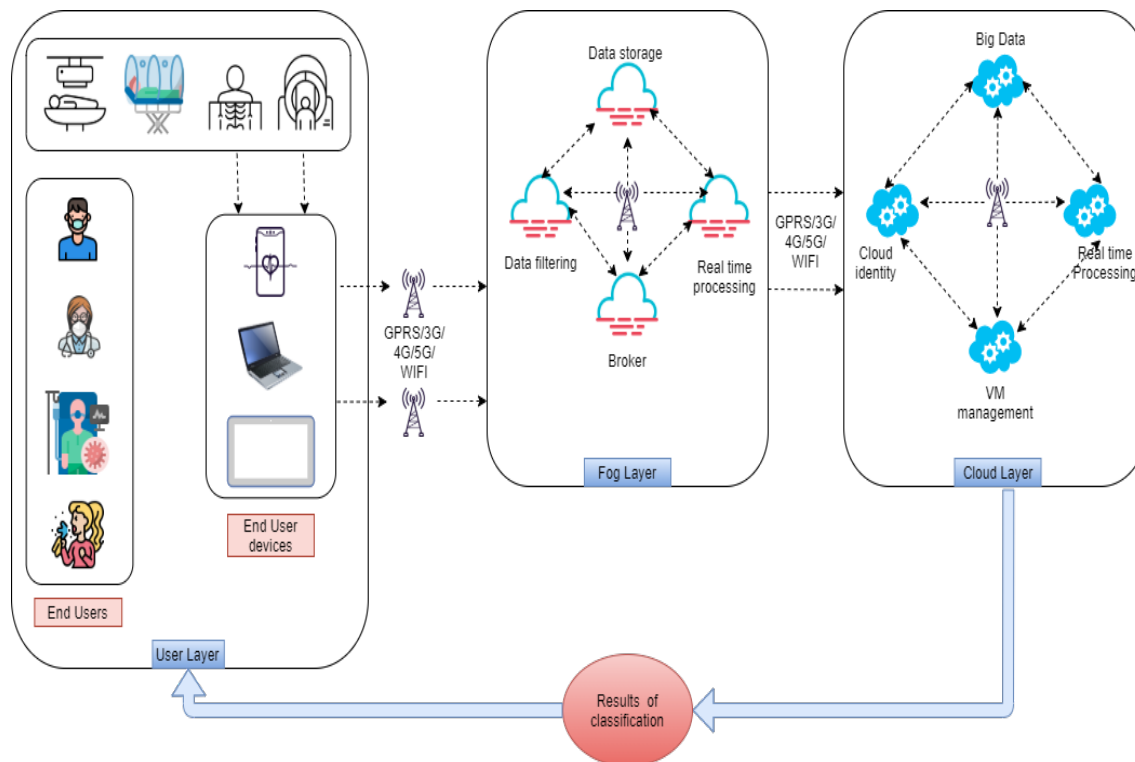 End Users
End User
devices
User Layer
GPRS/3G/
4G/5G/
WIFI
Data storage
Data filtering
Real time
processing
Broker
Fog Layer
GPRS/3G/
4G/5G/
WIFI
Big Data
Cloud
identity
Real time
Processing
VM
management
Cloud Layer
Results of
classification